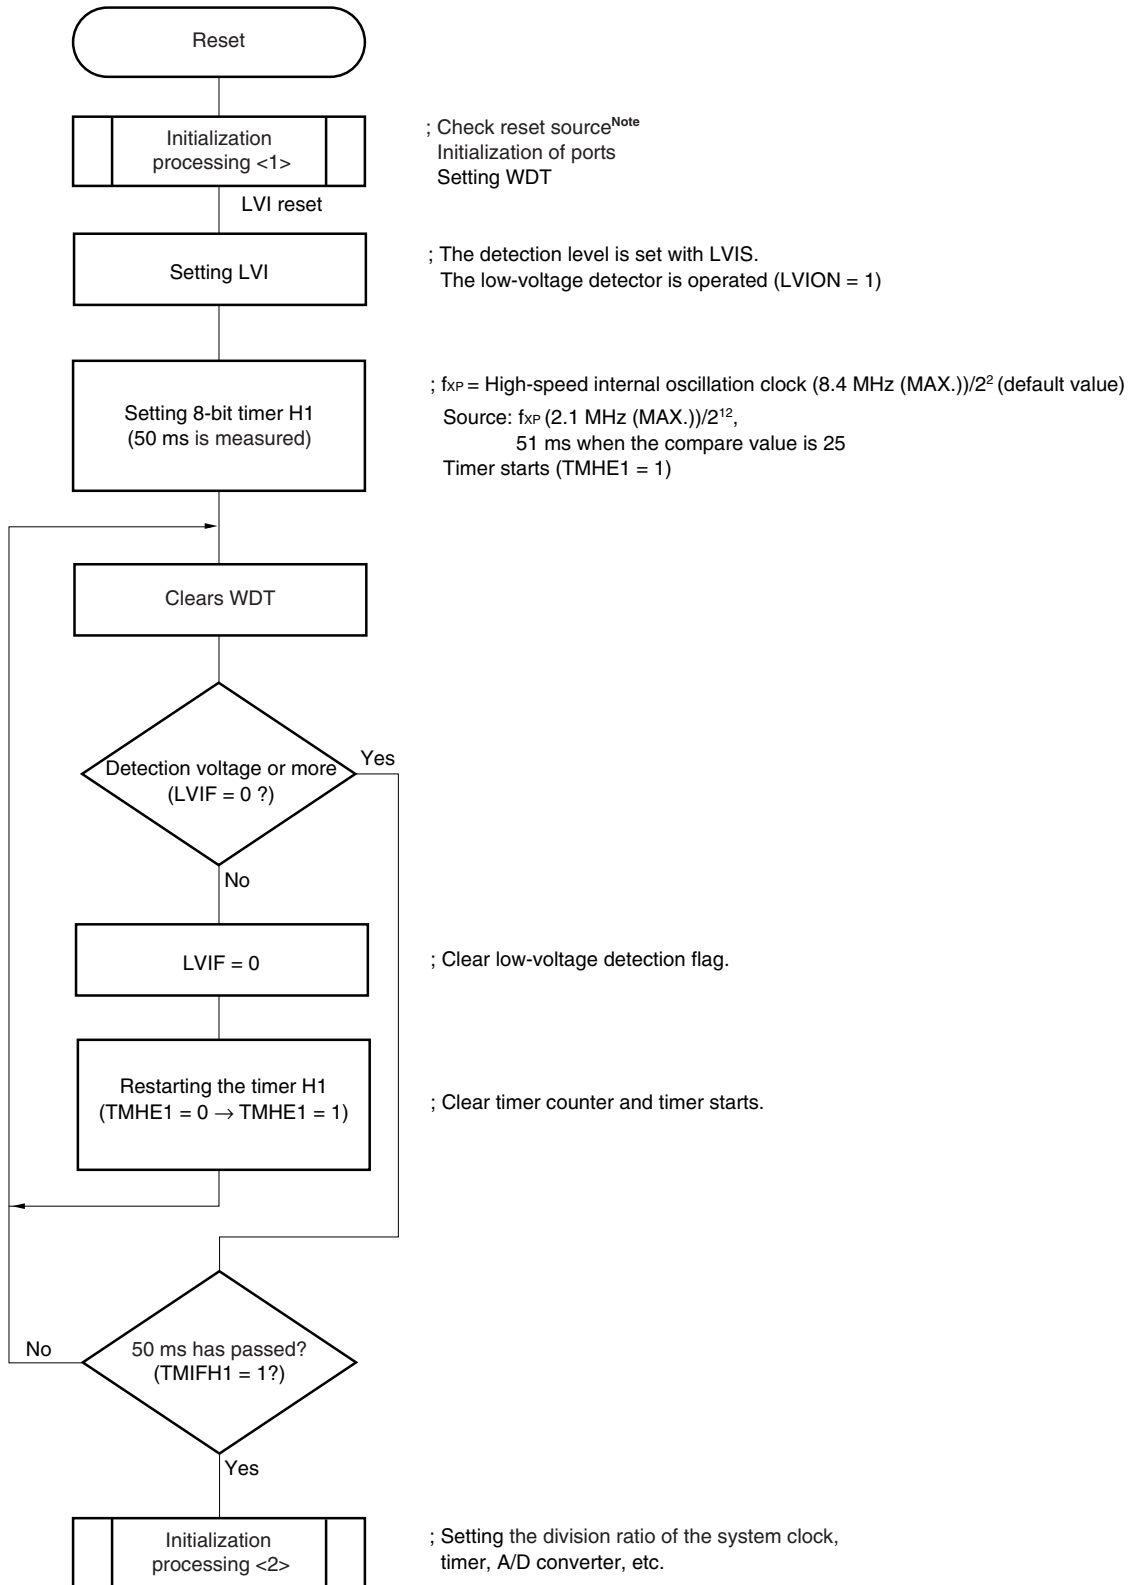 Reset
Initialization
processing <1>
; Check reset source^Note
Initialization of ports
Setting WDT
LVI reset
Setting LVI
; The detection level is set with LVIS.
The low-voltage detector is operated (LVION = 1)
Setting 8-bit timer H1
(50 ms is measured)
; fXP = High-speed internal oscillation clock (8.4 MHz (MAX.))/2² (default value)
Source: fXP (2.1 MHz (MAX.))/2¹²,
51 ms when the compare value is 25
Timer starts (TMHE1 = 1)
Clears WDT
Detection voltage or more
(LVIF = 0 ?)
Yes
No
LVIF = 0
; Clear low-voltage detection flag.
Restarting the timer H1
(TMHE1 = 0 → TMHE1 = 1)
; Clear timer counter and timer starts.
No
50 ms has passed?
(TMIFH1 = 1?)
Yes
Initialization
processing <2>
; Setting the division ratio of the system clock,
timer, A/D converter, etc.